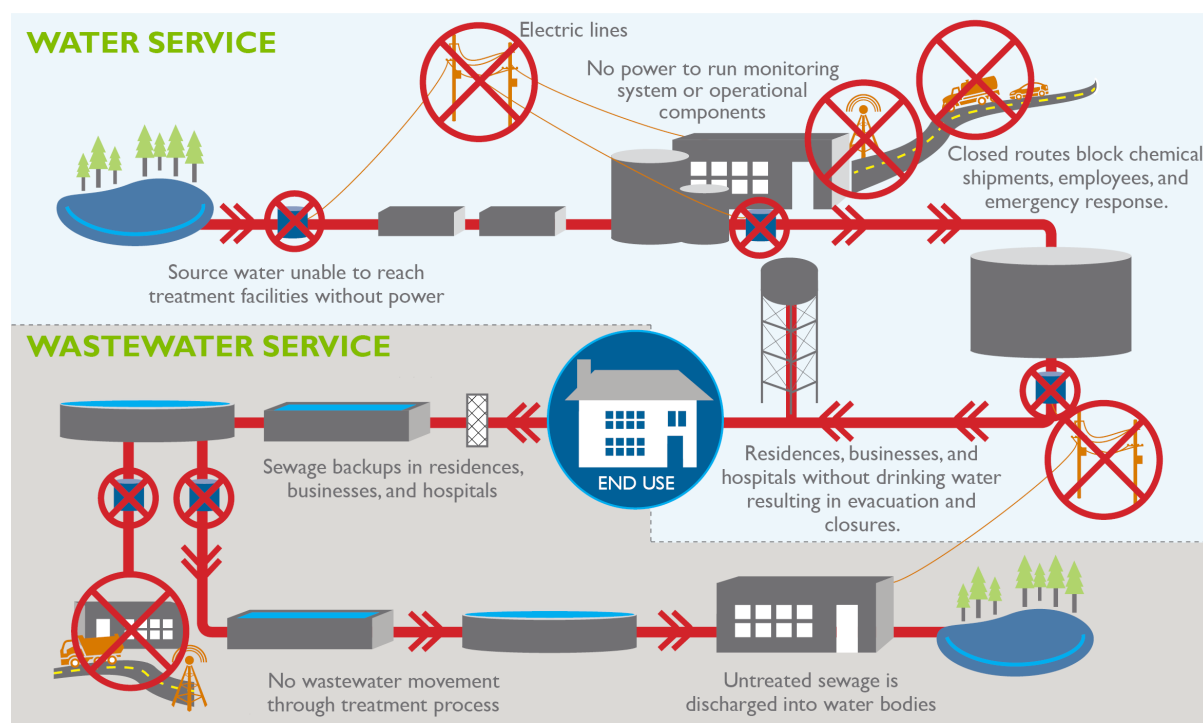 WATER SERVICE
Electric lines
No power to run monitoring
system or operational
components
Closed routes block chemical
shipments, employees, and
emergency response.
Source water unable to reach
treatment facilities without power
WASTEWATER SERVICE
Sewage backups in residences,
businesses, and hospitals
END USE
Residences, businesses, and
hospitals without drinking water
resulting in evacuation and
closures.
No wastewater movement
through treatment process
Untreated sewage is
discharged into water bodies